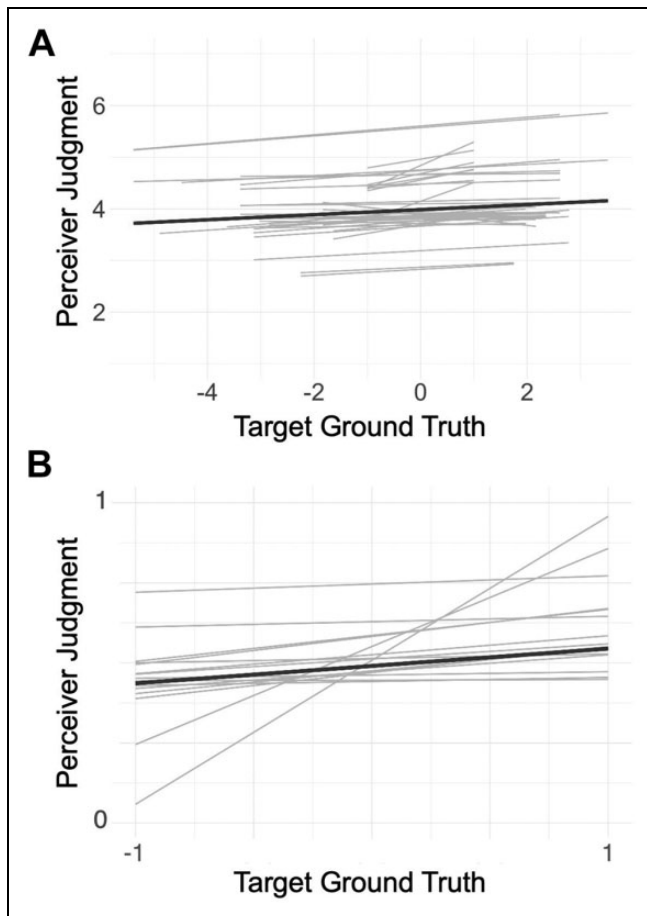 A
6
4
2
Perceiver Judgment
-4 -2 0 2
Target Ground Truth
B
1
0
Perceiver Judgment
-1 1
Target Ground Truth